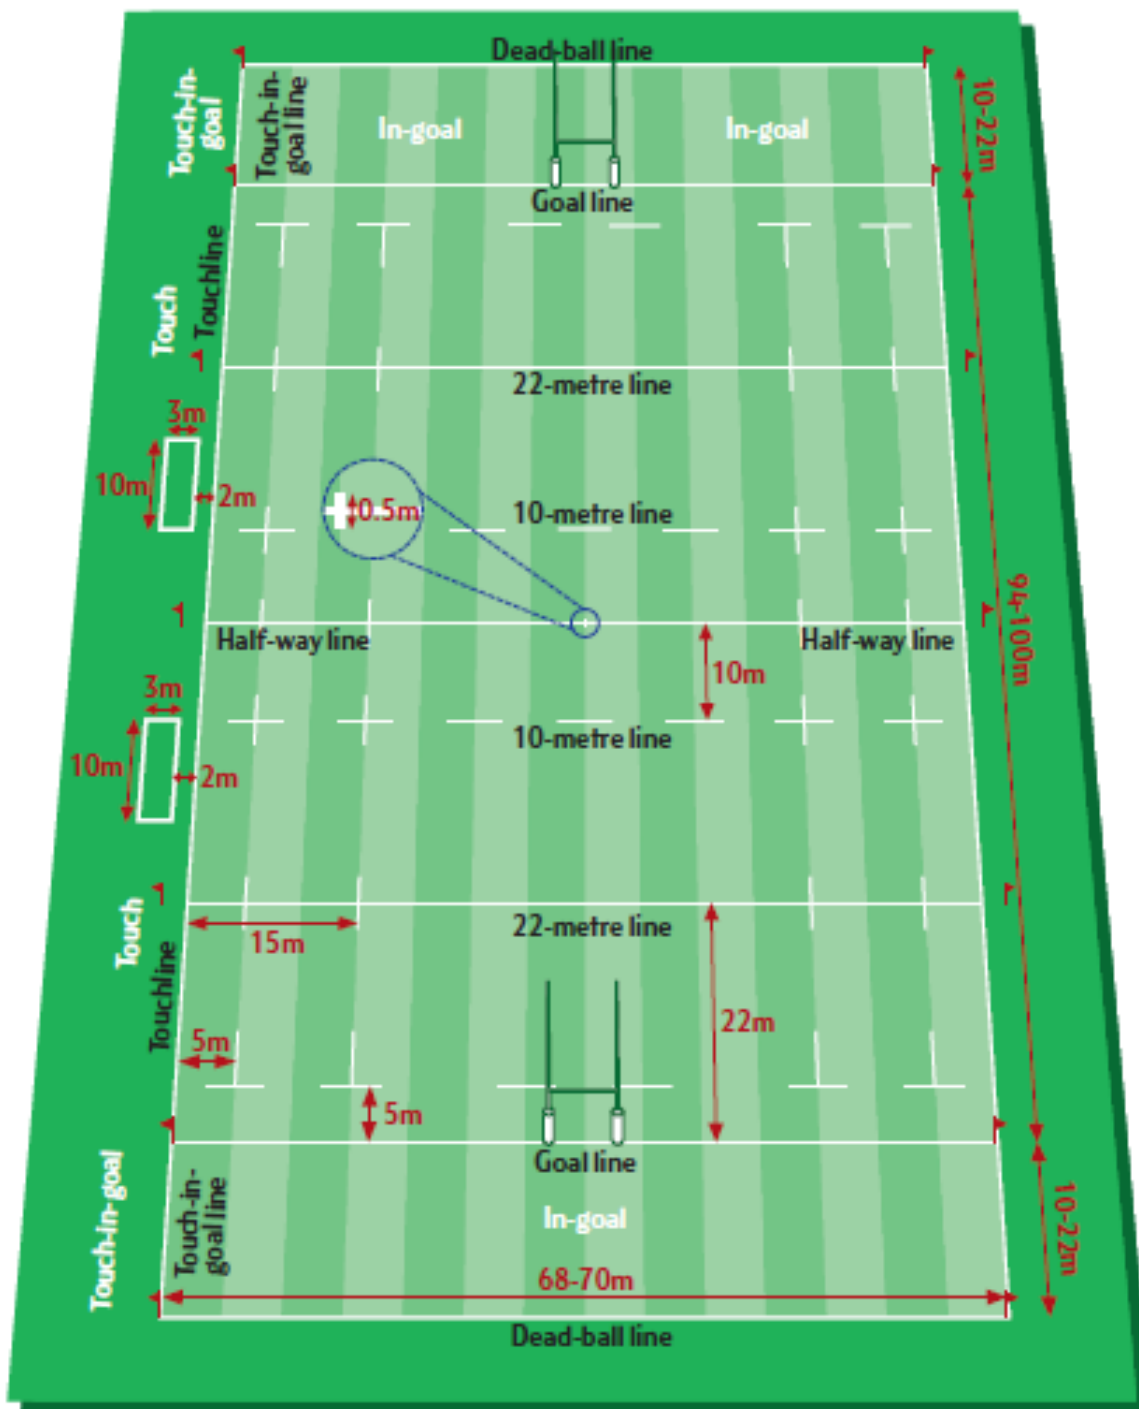 Dead-ball line
Touch-in-
goal
Touch-in-
goal line
In-goal
In-goal
10-22m
Goal line
Touchline
Touch
22-metre line
3m
10m
2m
0.5m
10-metre line
94-100m
Half-way line
Half-way line
10m
3m
10m
2m
10-metre line
Touch
Touchline
15m
22-metre line
22m
5m
5m
Goal line
Touch-in-goal
Touch-in-
goal line
In-goal
10-22m
68-70m
Dead-ball line